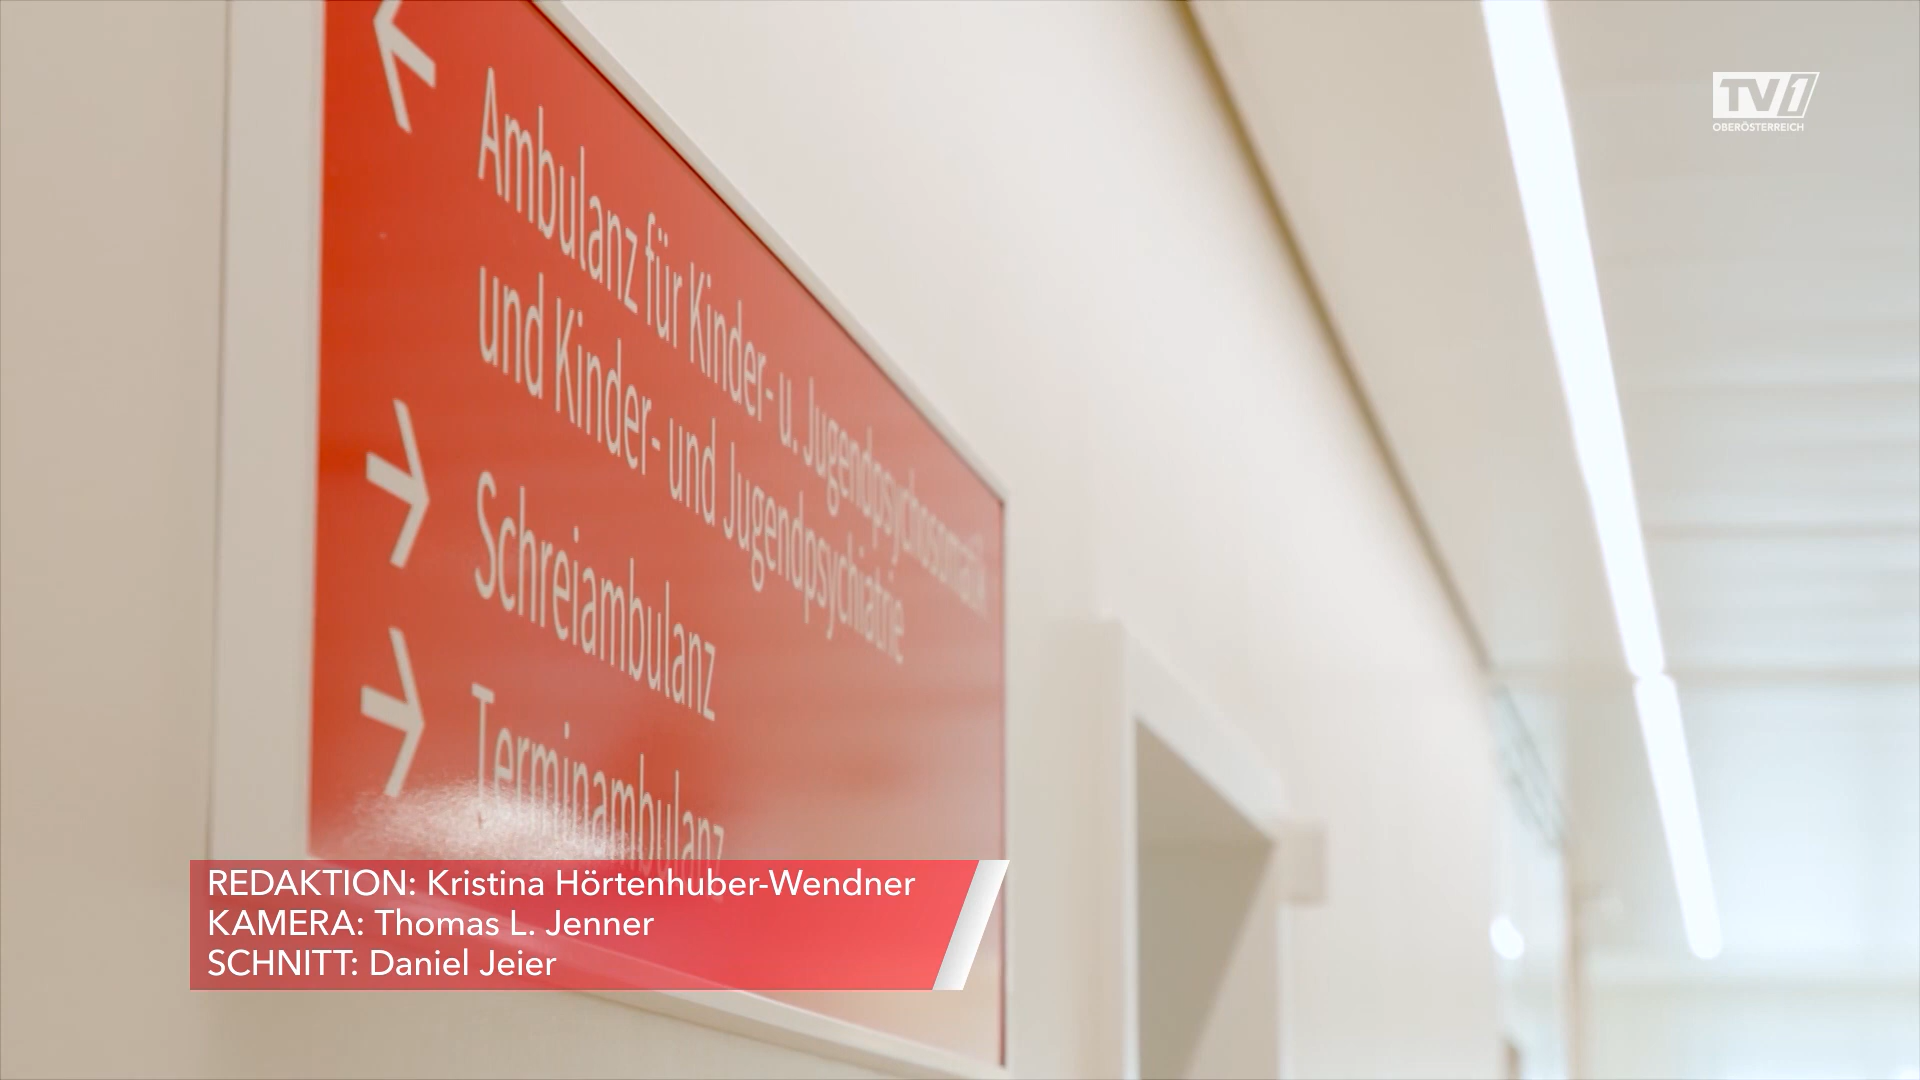 TV1
OBERÖSTERREICH
Ambulanz für Kinder- u. Jugendpsychosomatik
und Kinder- und Jugendpsychiatrie
Schreiambulanz
Terminambulanz
REDAKTION: Kristina Hörtenhuber-Wendner
KAMERA: Thomas L. Jenner
SCHNITT: Daniel Jeier